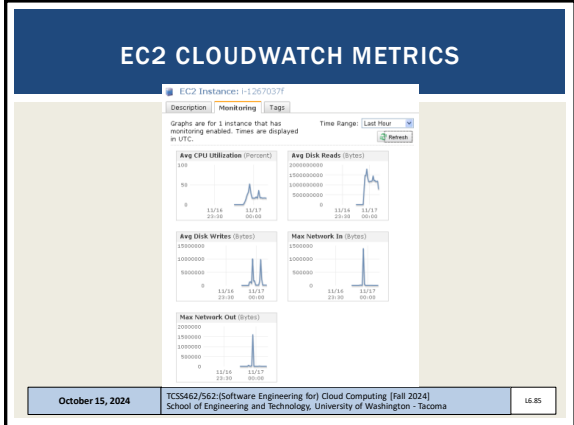 EC2 CLOUDWATCH METRICS
EC2 Instance: i-1267037f
Description Monitoring Tags
Graphs are for 1 instance that has
monitoring enabled. Times are displayed
in UTC.
Time Range: Last Hour
Refresh
Avg CPU Utilization (Percent)
100
50
0
11/16 11/17
23:30 00:00
Avg Disk Reads (Bytes)
2000000000
1500000000
1000000000
500000000
0
11/16 11/17
23:30 00:00
Avg Disk Writes (Bytes)
15000000
10000000
5000000
0
11/16 11/17
23:30 00:00
Max Network In (Bytes)
1500000
1000000
500000
0
11/16 11/17
23:30 00:00
Max Network Out (Bytes)
2000000
1500000
1000000
500000
0
11/16 11/17
23:30 00:00
October 15, 2024
TCSS462/562:(Software Engineering for) Cloud Computing [Fall 2024]
School of Engineering and Technology, University of Washington - Tacoma
L6.85